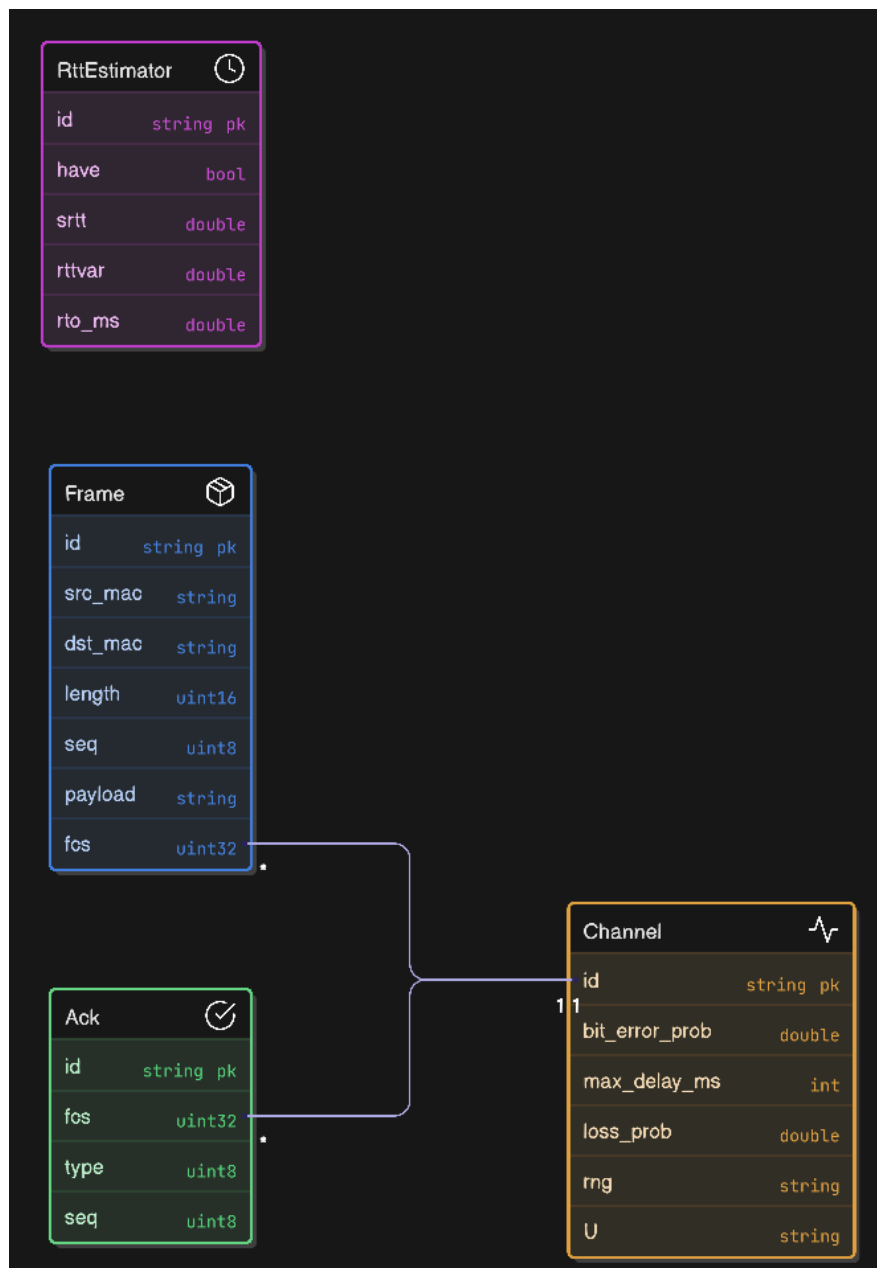 RttEstimator
id string pk
have bool
srtt double
rttvar double
rto_ms double
Frame
id string pk
src_mac string
dst_mac string
length uint16
seq uint8
payload string
fcs uint32
*
Channel
id string pk
1 1
bit_error_prob double
max_delay_ms int
loss_prob double
rng string
U string
Ack
id string pk
fcs uint32
*
type uint8
seq uint8